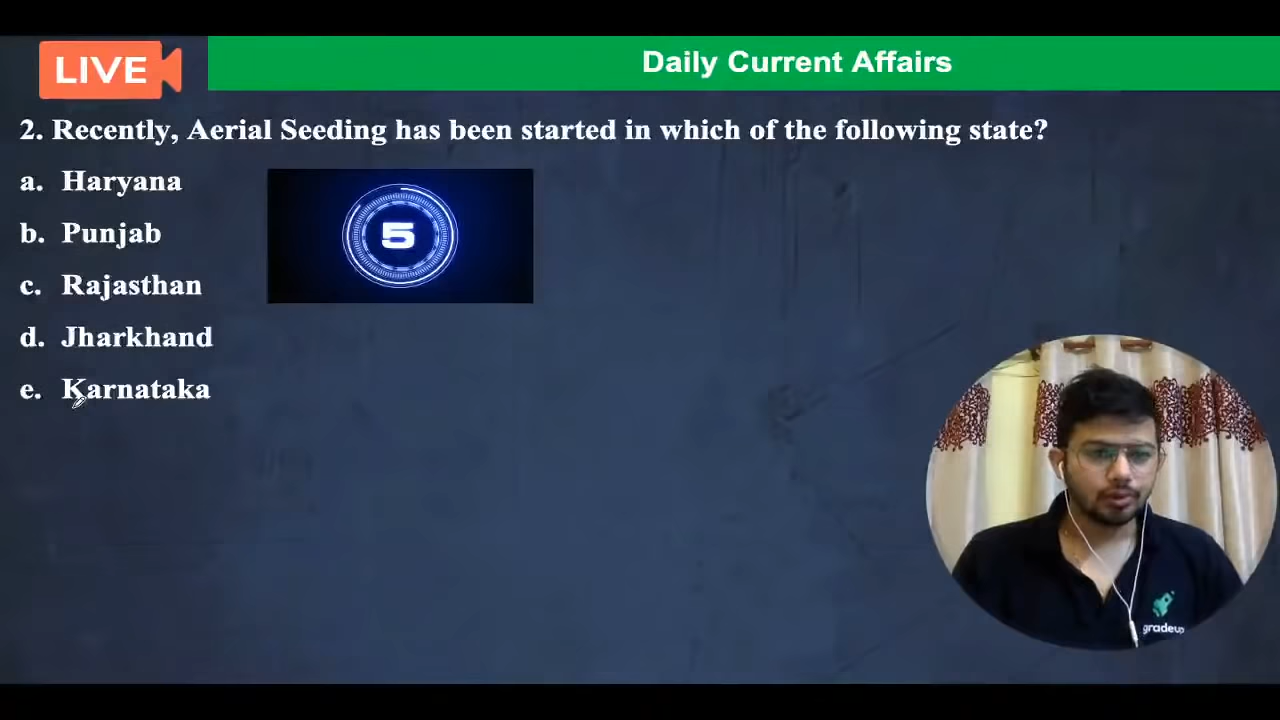 LIVE
Daily Current Affairs
2. Recently, Aerial Seeding has been started in which of the following state?
a. Haryana
b. Punjab
c. Rajasthan
d. Jharkhand
e. Karnataka
5
gradeup